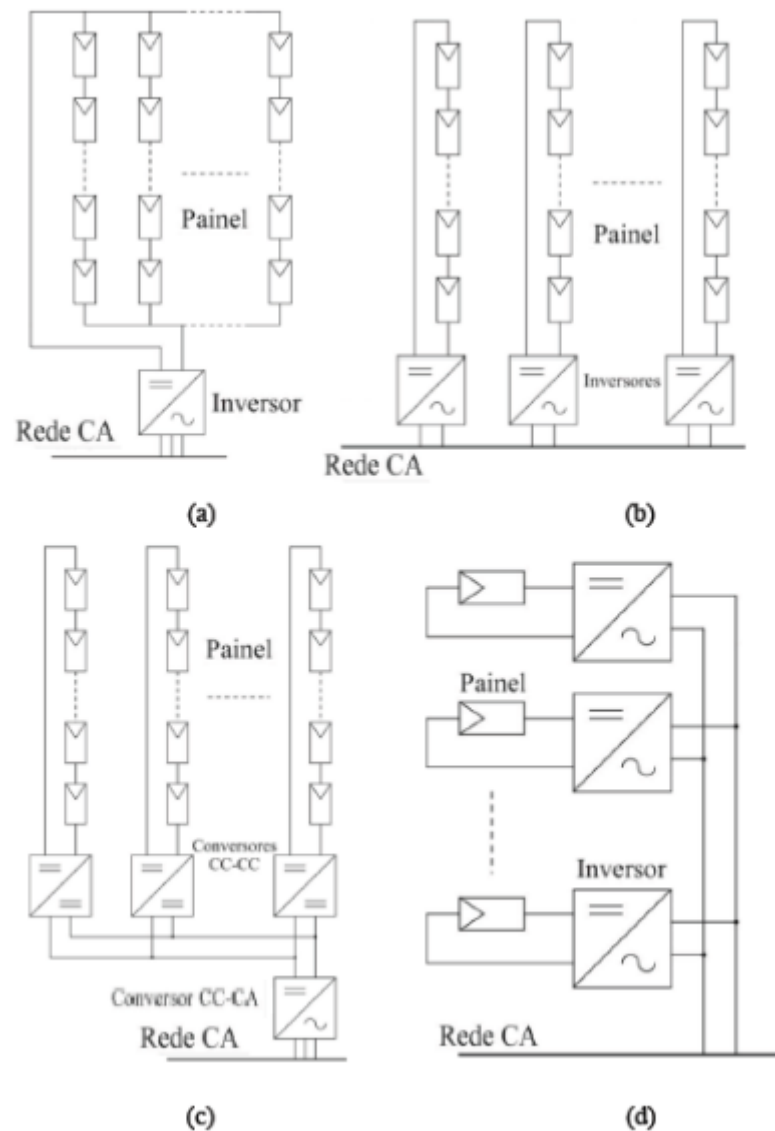 Painel
Inversor
Rede CA
(a)
Painel
Inversores
Rede CA
(b)
Painel
Conversores
CC-CC
Conversor CC-CA
Rede CA
(c)
Painel
Inversor
Rede CA
(d)